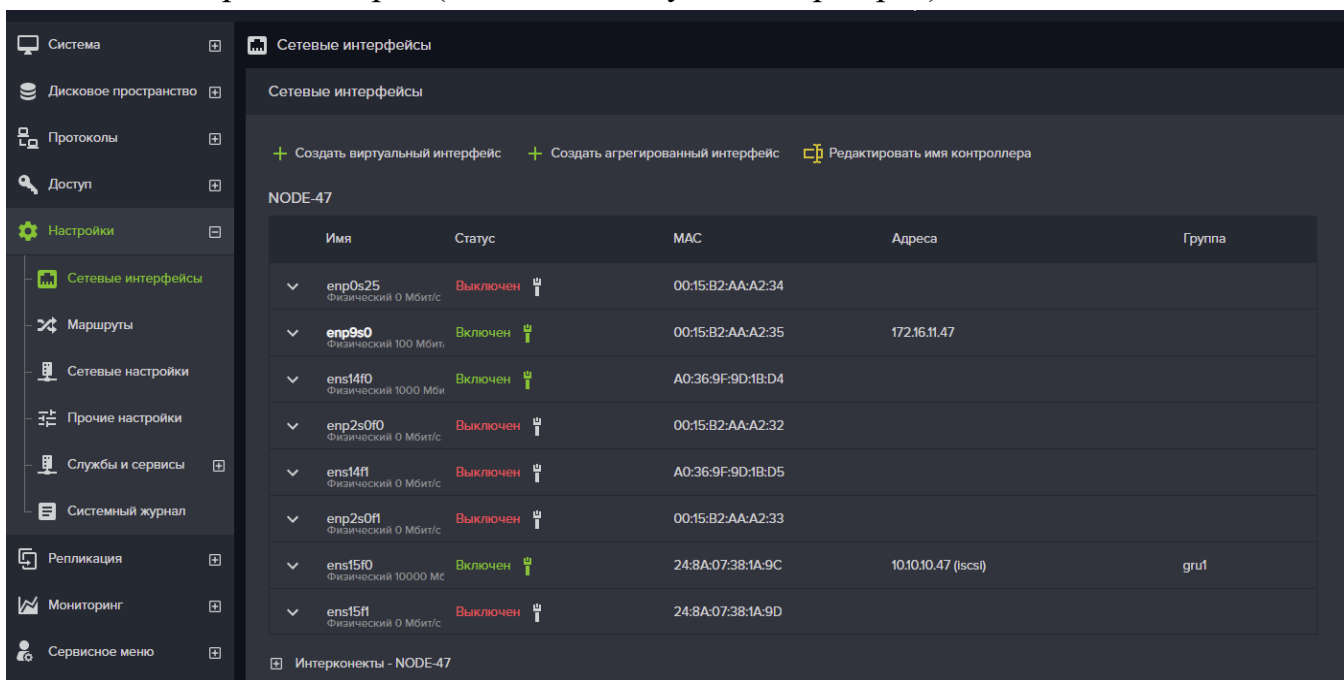 Система
Дисковое пространство
Протоколы
Доступ
Настройки
Сетевые интерфейсы
Маршруты
Сетевые настройки
Прочие настройки
Службы и сервисы
Системный журнал
Репликация
Мониторинг
Сервисное меню
Сетевые интерфейсы
Сетевые интерфейсы
Создать виртуальный интерфейс Создать агрегированный интерфейс Редактировать имя контроллера
NODE-47
Имя Статус MAC Адреса Группа
enp0s25 Выключен 00:15:B2:AA:A2:34
Физический 0 Мбит/с
enp9s0 Включен 00:15:B2:AA:A2:35 172.16.11.47
Физический 100 Мбит
ens14f0 Включен A0:36:9F:9D:1B:D4
Физический 1000 Мби
enp2s0f0 Выключен 00:15:B2:AA:A2:32
Физический 0 Мбит/с
ens14f1 Выключен A0:36:9F:9D:1B:D5
Физический 0 Мбит/с
enp2s0f1 Выключен 00:15:B2:AA:A2:33
Физический 0 Мбит/с
ens15f0 Включен 24:8A:07:38:1A:9C 10.10.10.47 (iscsi) gru1
Физический 10000 Мб
ens15f1 Выключен 24:8A:07:38:1A:9D
Физический 0 Мбит/с
Интерконекты - NODE-47